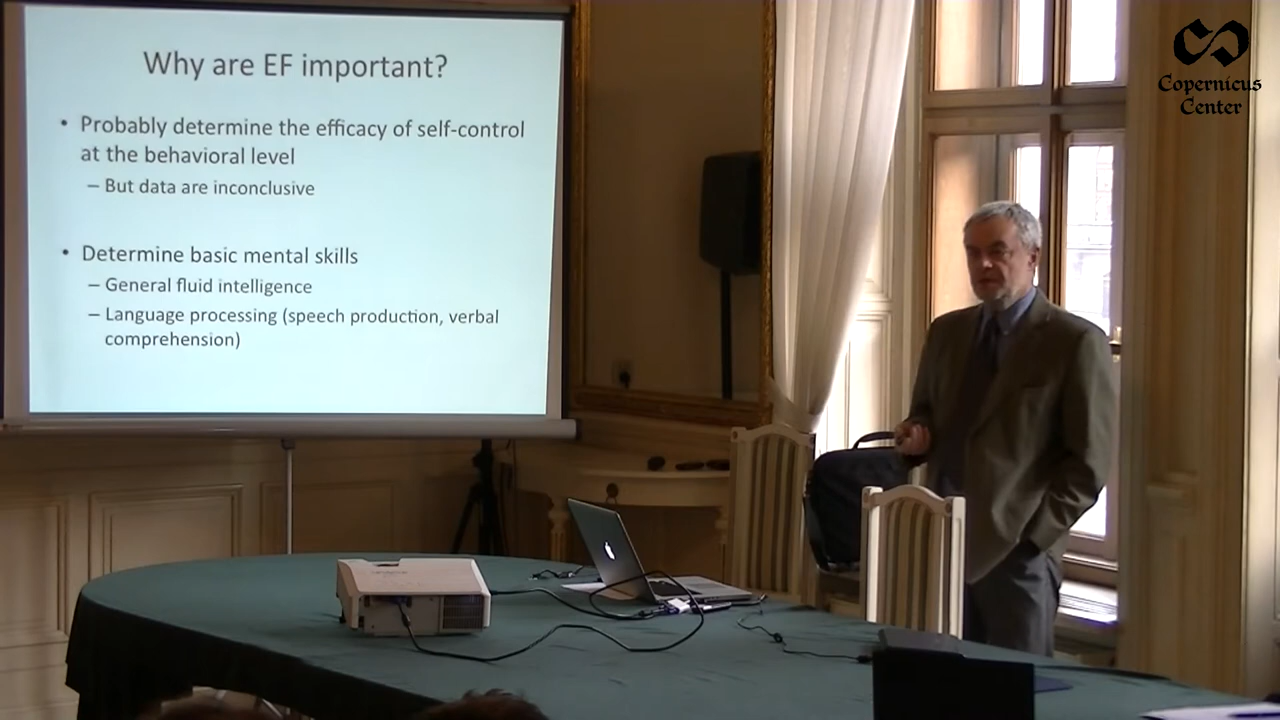 Why are EF important?
• Probably determine the efficacy of self-control
at the behavioral level
– But data are inconclusive
• Determine basic mental skills
– General fluid intelligence
– Language processing (speech production, verbal
comprehension)
Copernicus
Center